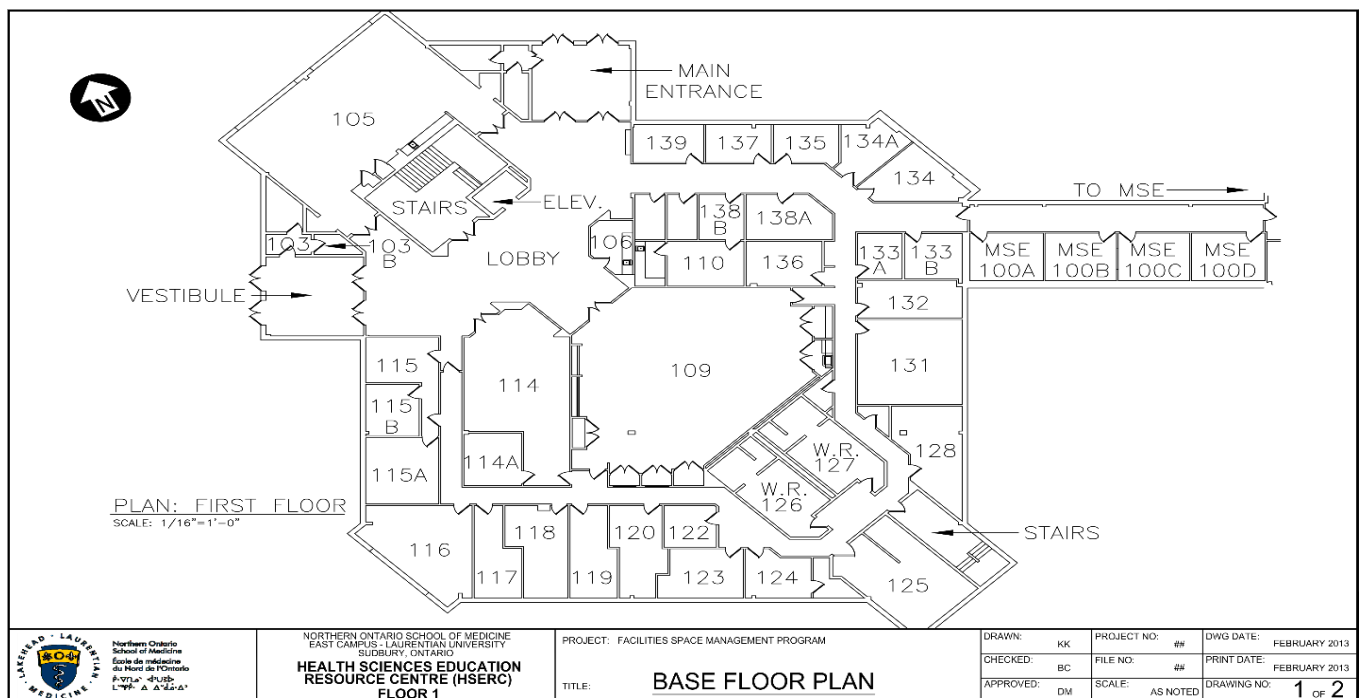 MAIN
ENTRANCE
N
105
139
137
135
134A
134
TO MSE
STAIRS
ELEV.
138
B
138A
103
103
B
106
LOBBY
110
136
133
A
133
B
MSE
100A
MSE
100B
MSE
100C
MSE
100D
VESTIBULE
132
115
114
109
131
115
B
115A
114A
W.R.
127
128
W.R.
126
PLAN: FIRST FLOOR
SCALE: 1/16"=1'-0"
116
117
118
119
120
122
123
124
125
STAIRS
LAKEHEAD - LAURENTIAN
MEDICINE
Northern Ontario
School of Medicine
École de médecine
du Nord de l'Ontario
NORTHERN ONTARIO SCHOOL OF MEDICINE
EAST CAMPUS - LAURENTIAN UNIVERSITY
SUDBURY, ONTARIO
HEALTH SCIENCES EDUCATION
RESOURCE CENTRE (HSERC)
FLOOR 1
PROJECT: FACILITIES SPACE MANAGEMENT PROGRAM
TITLE: BASE FLOOR PLAN
DRAWN: KK
PROJECT NO: ##
DWG DATE: FEBRUARY 2013
CHECKED: BC
FILE NO: ##
PRINT DATE: FEBRUARY 2013
APPROVED: DM
SCALE: AS NOTED
DRAWING NO: 1 OF 2